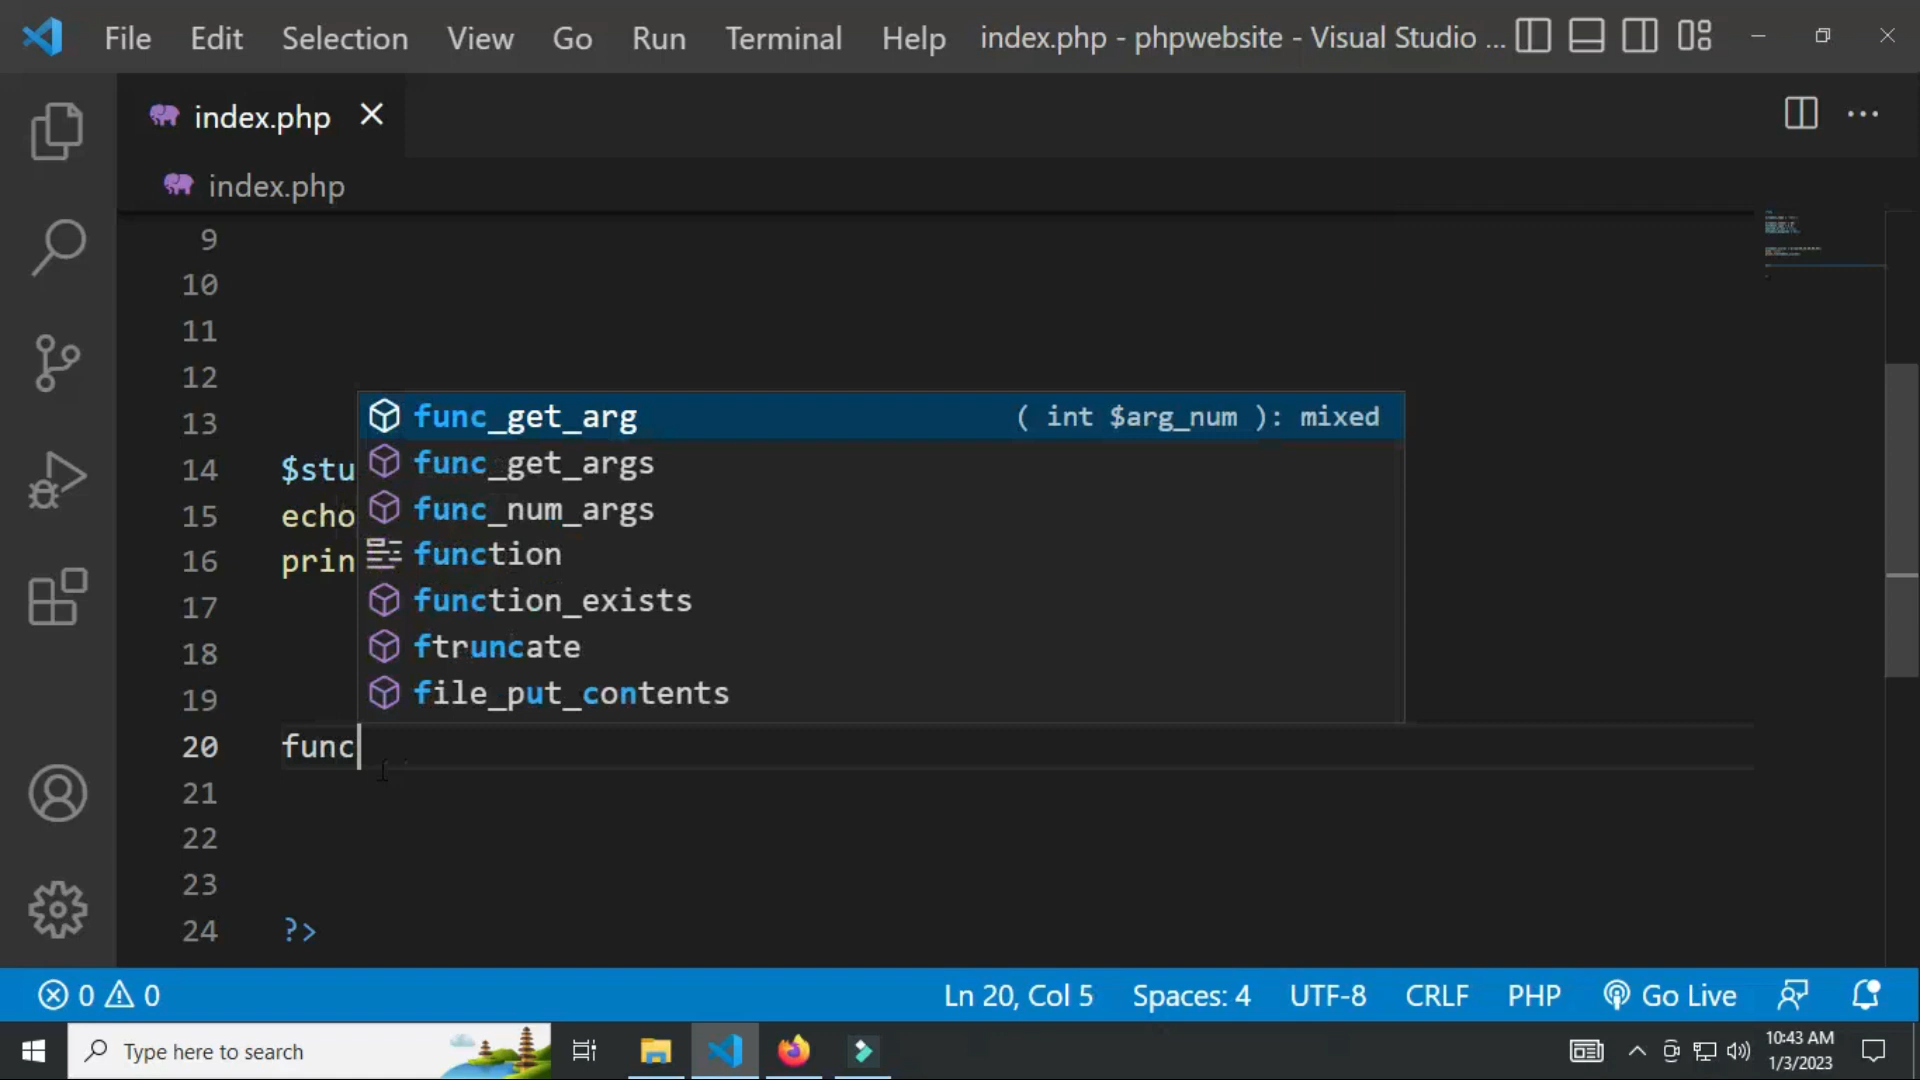 File Edit Selection View Go Run Terminal Help index.php - phpwebsite - Visual Studio ...
index.php
index.php
9
10
11
12
13
14 $stu
15 echo
16 prin
17
18
19
func_get_arg ( int $arg_num ): mixed
func_get_args
func_num_args
function
function_exists
ftruncate
file_put_contents
20 func
21
22
23
24 ?>
0 0 Ln 20, Col 5 Spaces: 4 UTF-8 CRLF PHP Go Live
Type here to search
10:43 AM
1/3/2023